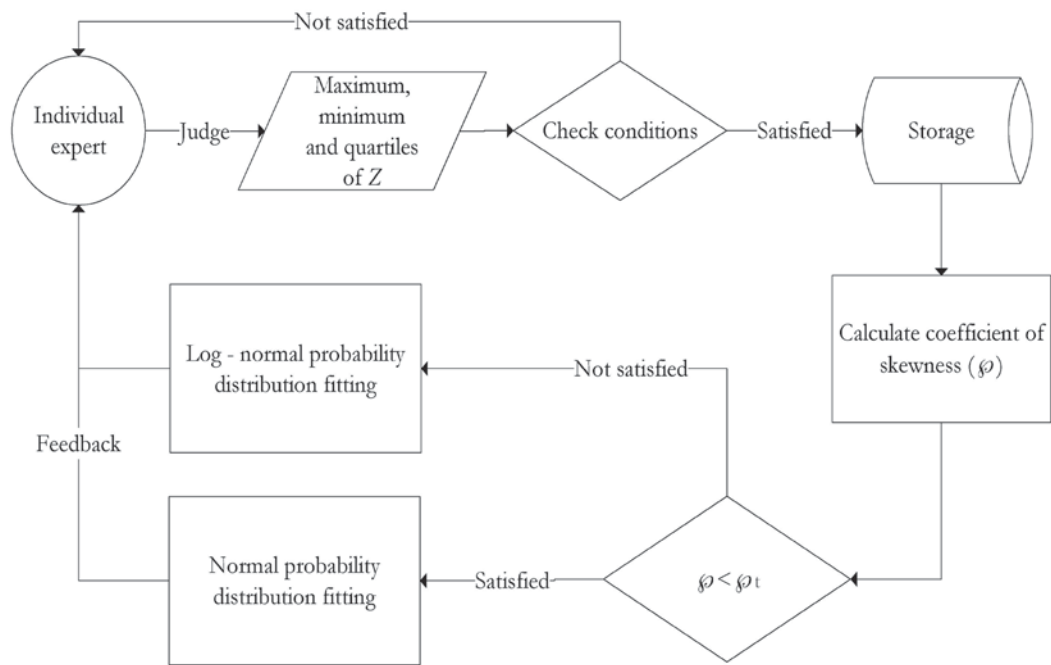 Not satisfied
Individual
expert
Judge
Maximum,
minimum
and quartiles
of Z
Check conditions
Satisfied
Storage
Calculate coefficient of
skewness (℘)
Log - normal probability
distribution fitting
Not satisfied
Feedback
Normal probability
distribution fitting
Satisfied
℘ < ℘t